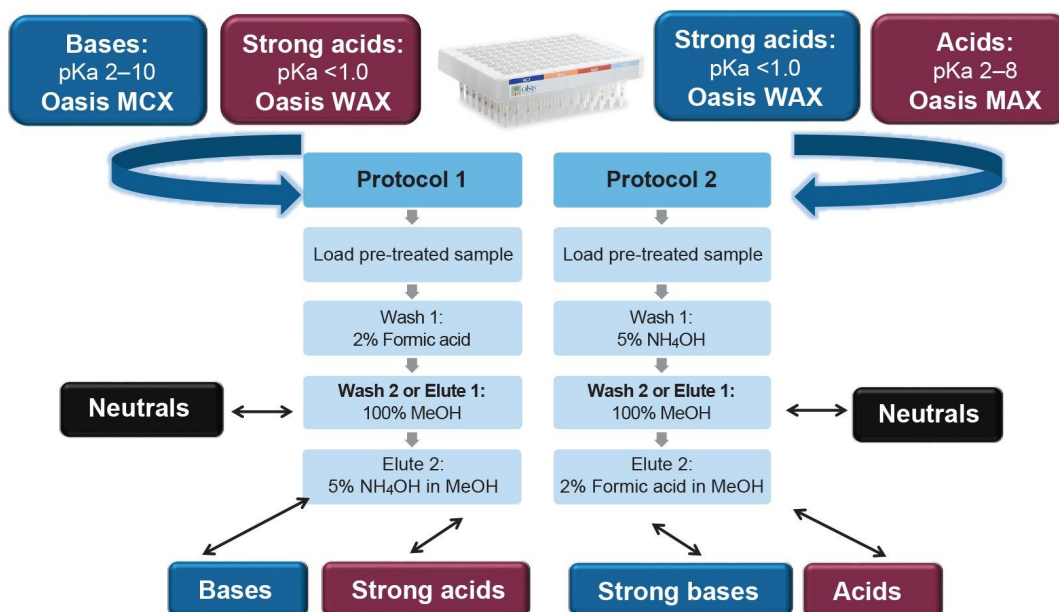 Bases:
pKa 2–10
Oasis MCX
Strong acids:
pKa <1.0
Oasis WAX
Strong acids:
pKa <1.0
Oasis WAX
Acids:
pKa 2–8
Oasis MAX
Oasis
Protocol 1
Load pre-treated sample
Wash 1:
2% Formic acid
Wash 2 or Elute 1:
100% MeOH
Elute 2:
5% NH₄OH in MeOH
Protocol 2
Load pre-treated sample
Wash 1:
5% NH₄OH
Wash 2 or Elute 1:
100% MeOH
Elute 2:
2% Formic acid in MeOH
Neutrals
Neutrals
Bases
Strong acids
Strong bases
Acids